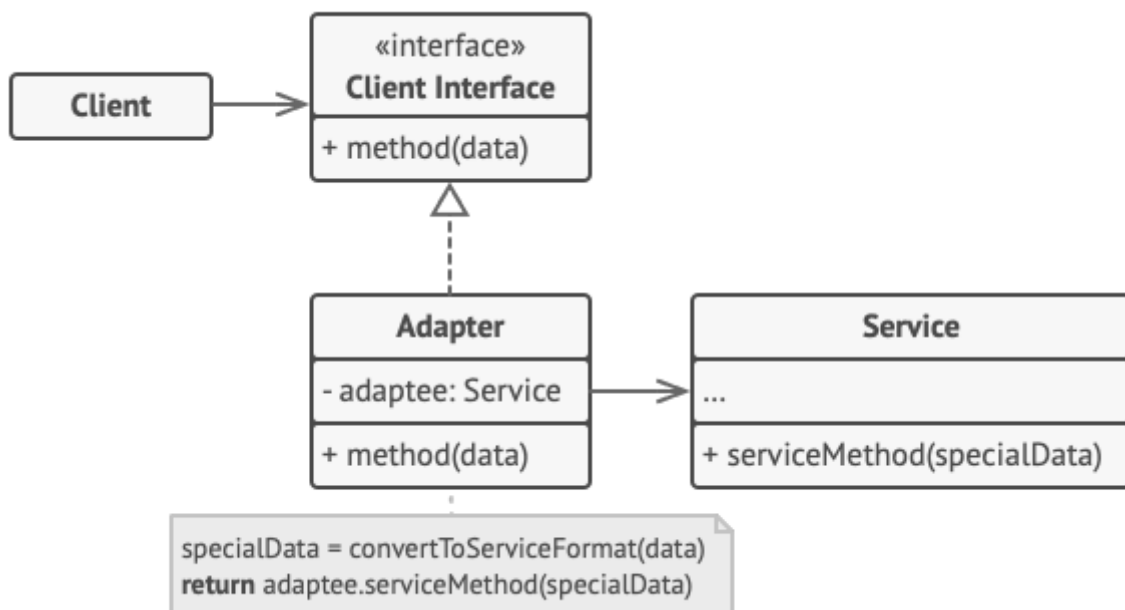 «interface»
Client Interface
Client
+ method(data)
Adapter
- adaptee: Service
+ method(data)
Service
...
+ serviceMethod(specialData)
specialData = convertToServiceFormat(data)
return adaptee.serviceMethod(specialData)